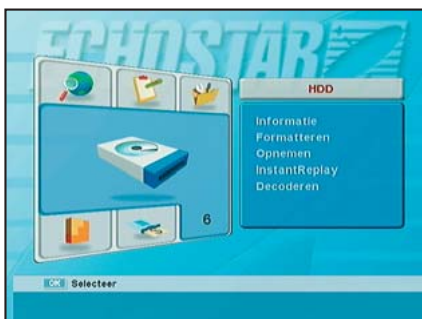 ECHOSTAR
HDD
Informatie
Formatteren
Opnemen
InstantReplay
Decoderen
6
OK Selecteer